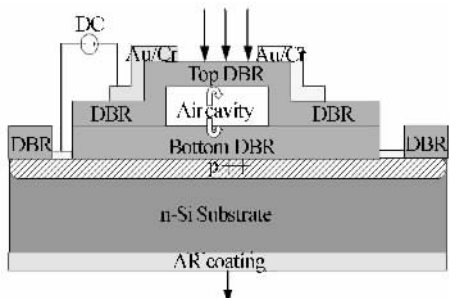 DC
Au/Cr
Au/Cr
Top DBR
DBR
Air cavity
DBR
DBR
Bottom DBR
DBR
p++
n-Si Substrate
AR coating